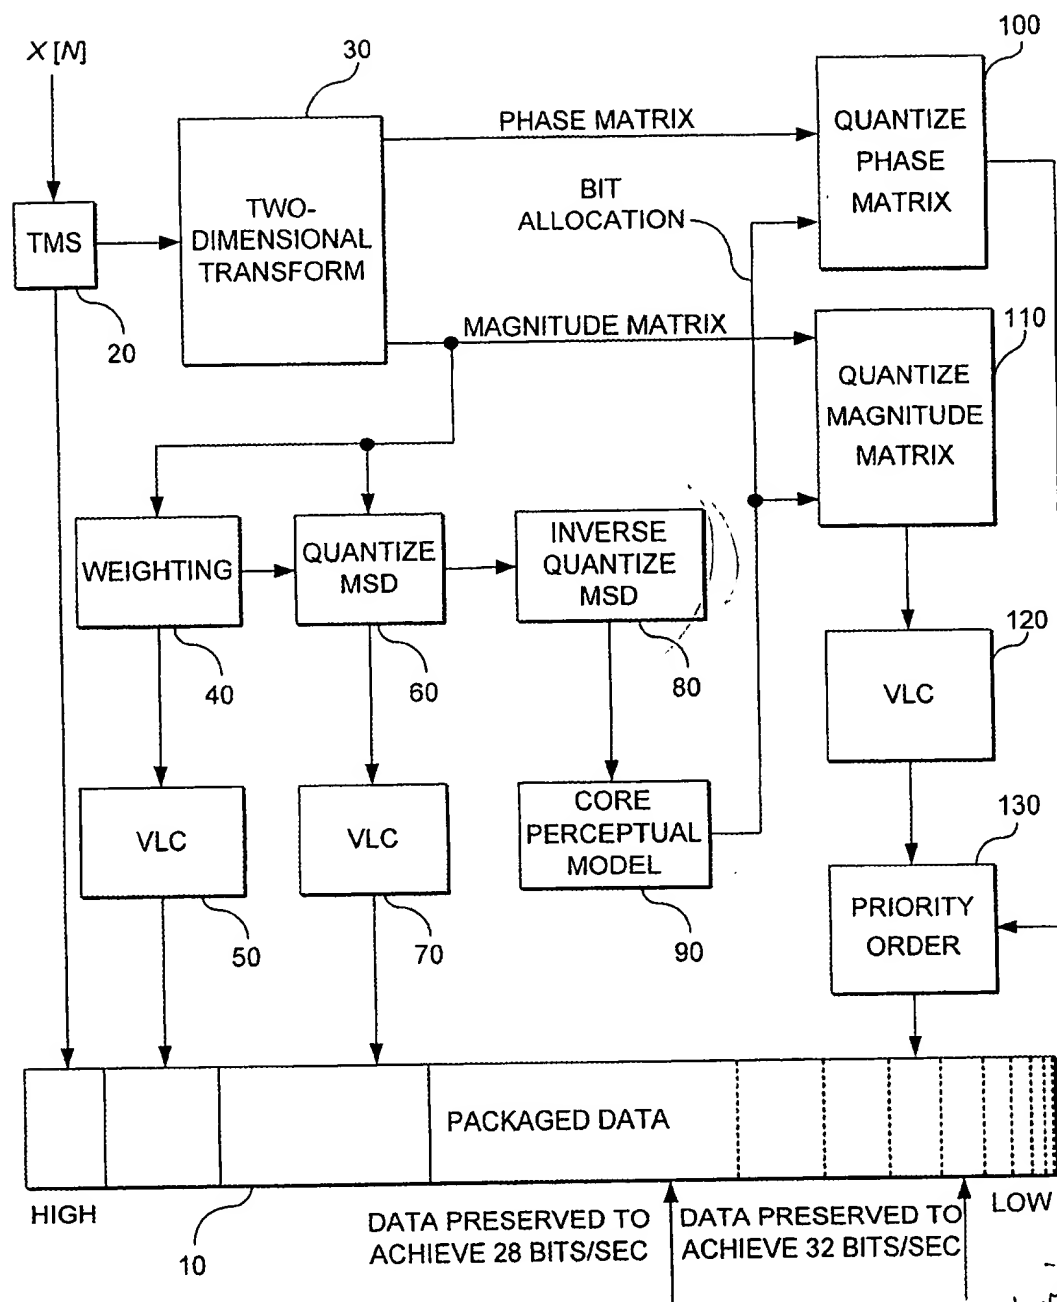 X [N]
30
100
PHASE MATRIX
QUANTIZE
PHASE
MATRIX
BIT
ALLOCATION
TMS
TWO-
DIMENSIONAL
TRANSFORM
20
MAGNITUDE MATRIX
110
QUANTIZE
MAGNITUDE
MATRIX
WEIGHTING
QUANTIZE
MSD
INVERSE
QUANTIZE
MSD
40
60
80
120
VLC
VLC
VLC
CORE
PERCEPTUAL
MODEL
130
50
70
90
PRIORITY
ORDER
PACKAGED DATA
HIGH
LOW
10
DATA PRESERVED TO
ACHIEVE 28 BITS/SEC
DATA PRESERVED TO
ACHIEVE 32 BITS/SEC